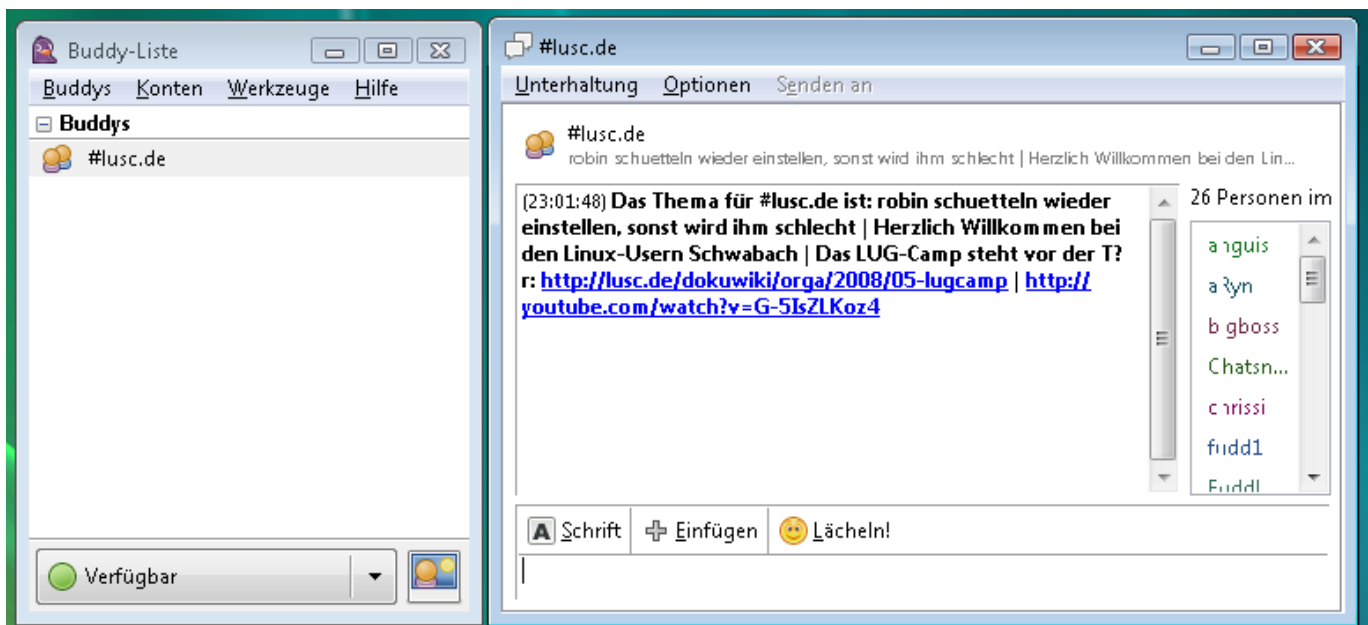 Buddy-Liste
Buddys Konten Werkzeuge Hilfe
Buddys
#lusc.de
Verfügbar
#lusc.de
Unterhaltung Optionen Senden an
#lusc.de
robin schuetteln wieder einstellen, sonst wird ihm schlecht | Herzlich Willkommen bei den Lin...
(23:01:48) Das Thema für #lusc.de ist: robin schuetteln wieder
einstellen, sonst wird ihm schlecht | Herzlich Willkommen bei
den Linux-Usern Schwabach | Das LUG-Camp steht vor der T?
r: http://lusc.de/dokuwiki/orga/2008/05-lugcamp | http://
youtube.com/watch?v=G-5IsZLKoz4
26 Personen im
anguis
aRyn
bigboss
Chatsn...
chrissi
fudd1
Schrift Einfügen Lächeln!